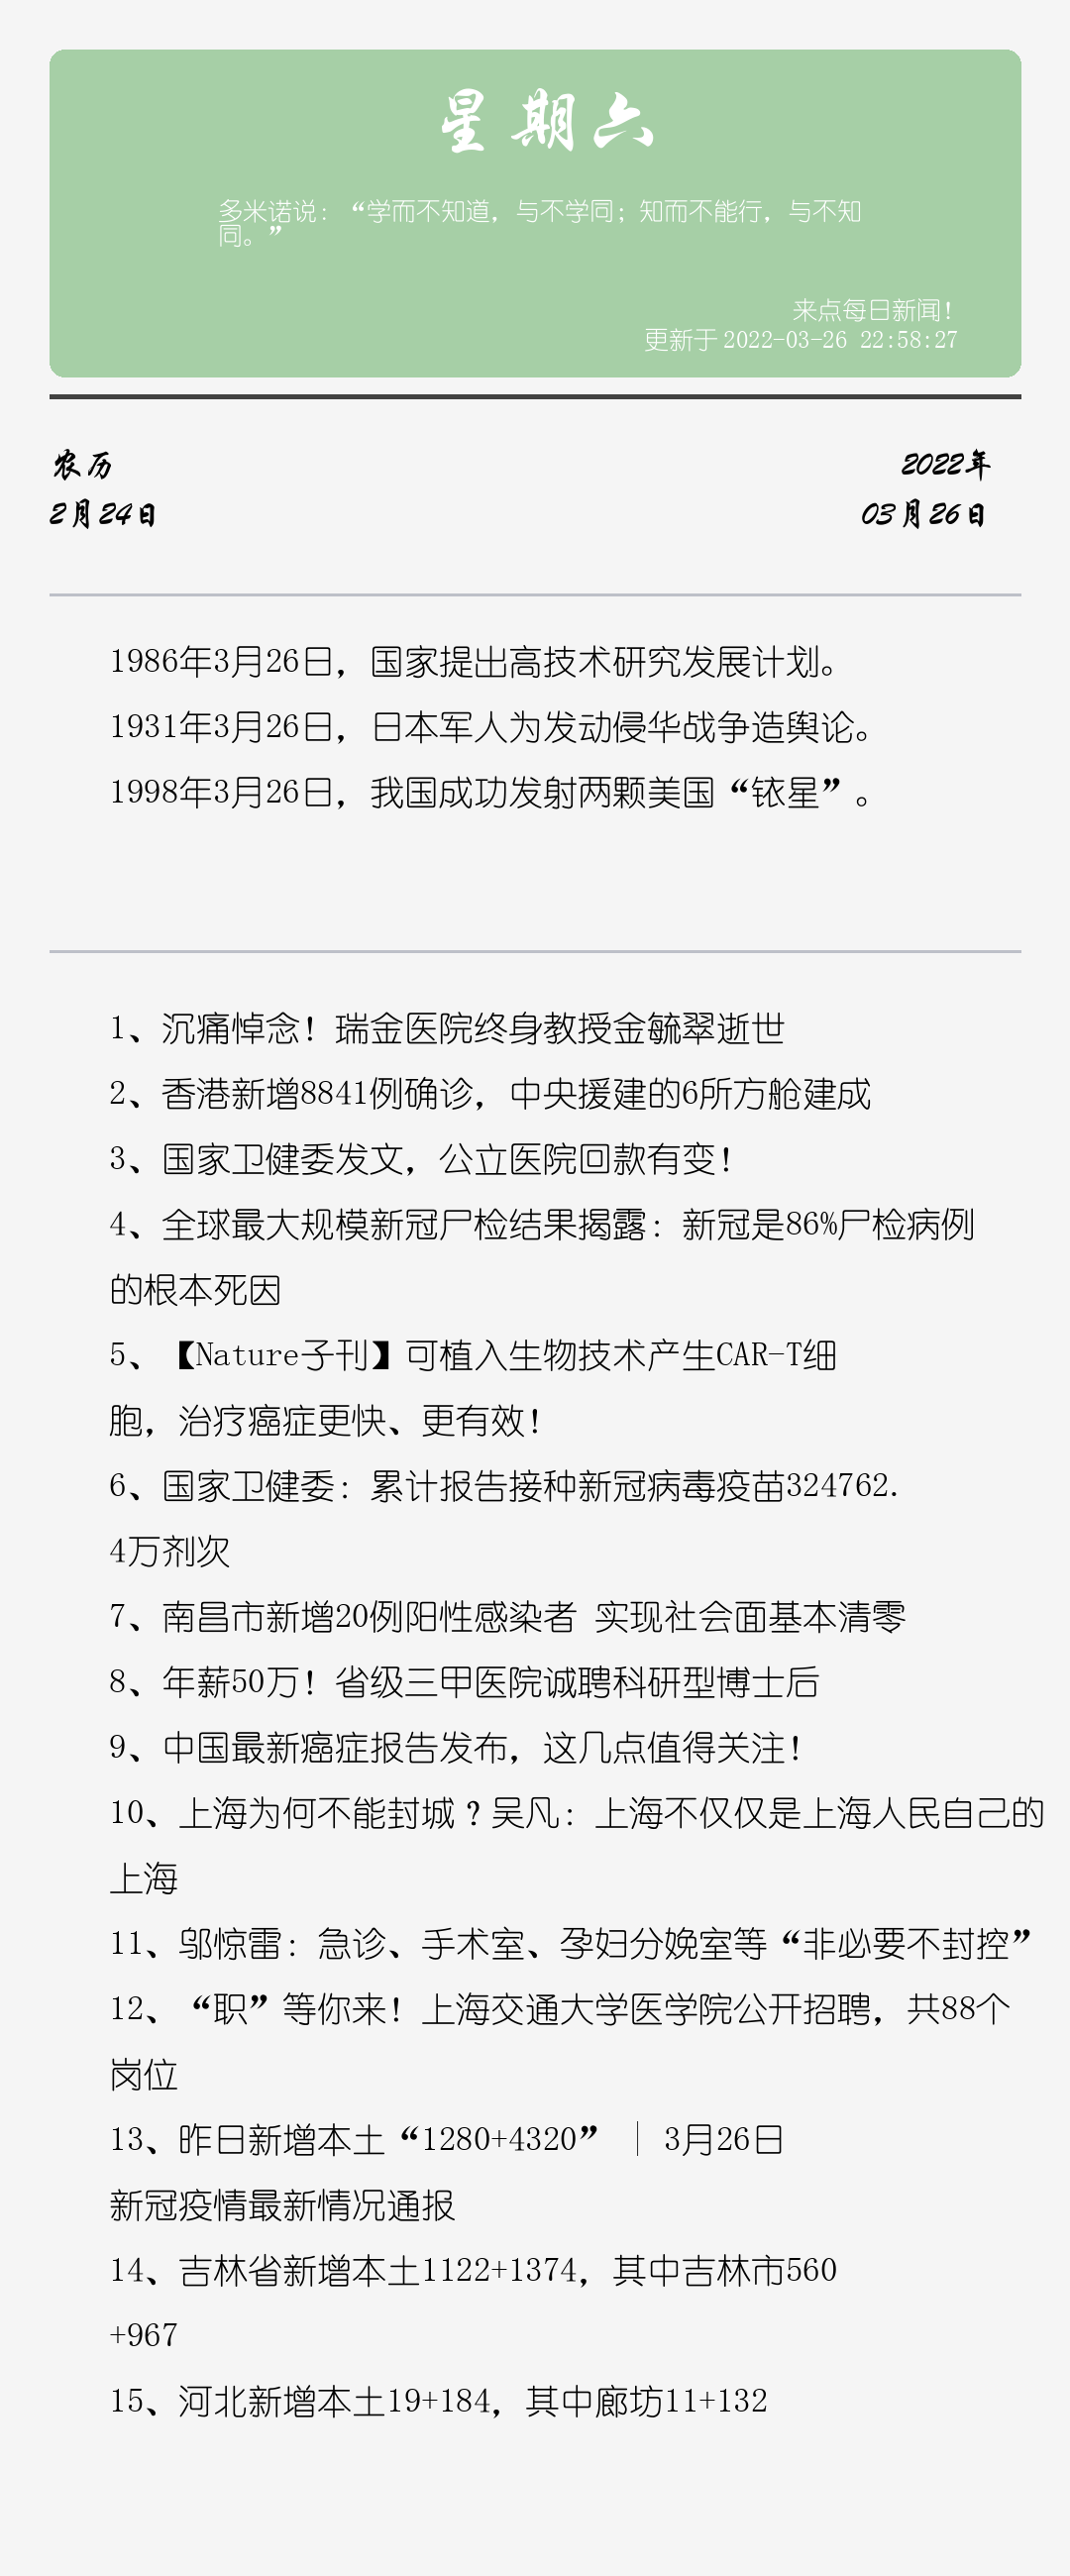 星期六
多米诺说：“学而不知道，与不学同；知而不能行，与不知
同。”
来点每日新闻！
更新于 2022-03-26 22:58:27
农历
2022年
2月24日
03月26日
1986年3月26日，国家提出高技术研究发展计划。
1931年3月26日，日本军人为发动侵华战争造舆论。
1998年3月26日，我国成功发射两颗美国“铱星”。
1、沉痛悼念！瑞金医院终身教授金毓翠逝世
2、香港新增8841例确诊，中央援建的6所方舱建成
3、国家卫健委发文，公立医院回款有变！
4、全球最大规模新冠尸检结果揭露：新冠是86%尸检病例
的根本死因
5、【Nature子刊】可植入生物技术产生CAR-T细
胞，治疗癌症更快、更有效！
6、国家卫健委：累计报告接种新冠病毒疫苗324762.
4万剂次
7、南昌市新增20例阳性感染者 实现社会面基本清零
8、年薪50万！省级三甲医院诚聘科研型博士后
9、中国最新癌症报告发布，这几点值得关注！
10、上海为何不能封城？吴凡：上海不仅仅是上海人民自己的
上海
11、邬惊雷：急诊、手术室、孕妇分娩室等“非必要不封控”
12、“职”等你来！上海交通大学医学院公开招聘，共88个
岗位
13、昨日新增本土“1280+4320”｜3月26日
新冠疫情最新情况通报
14、吉林省新增本土1122+1374，其中吉林市560
+967
15、河北新增本土19+184，其中廊坊11+132